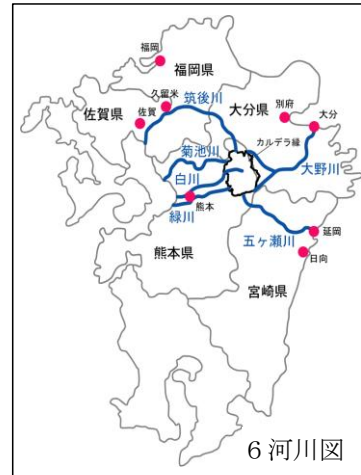 福岡
福岡県
久留米
筑後川
大分県
別府
佐賀県
佐賀
大分
カルデラ縁
菊池川
大野川
白川
熊本
緑川
五ヶ瀬川
延岡
熊本県
日向
宮崎県
6河川図